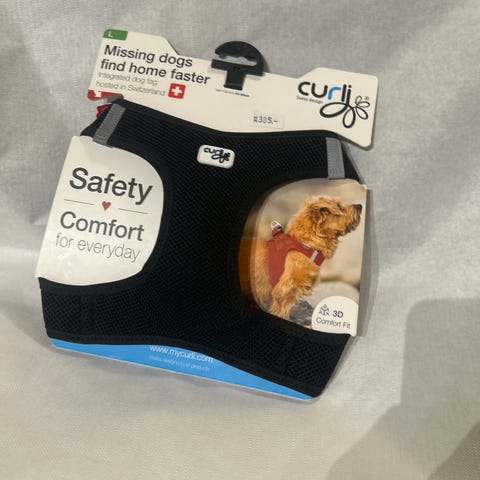 L
Missing dogs
find home faster
Integrated dog tag
hosted in Switzerland
curli
Swiss design
R385.-
curli
Safety
Comfort
for everyday
3D
Comfort Fit
www.mycurli.com